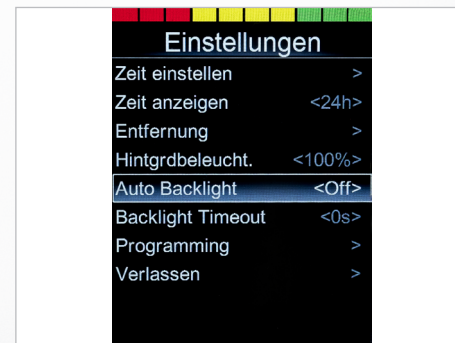 Einstellungen
Zeit einstellen >
Zeit anzeigen <24h>
Entfernung >
Hintgrdbeleucht. <100%>
Auto Backlight <Off>
Backlight Timeout <0s>
Programming >
Verlassen >